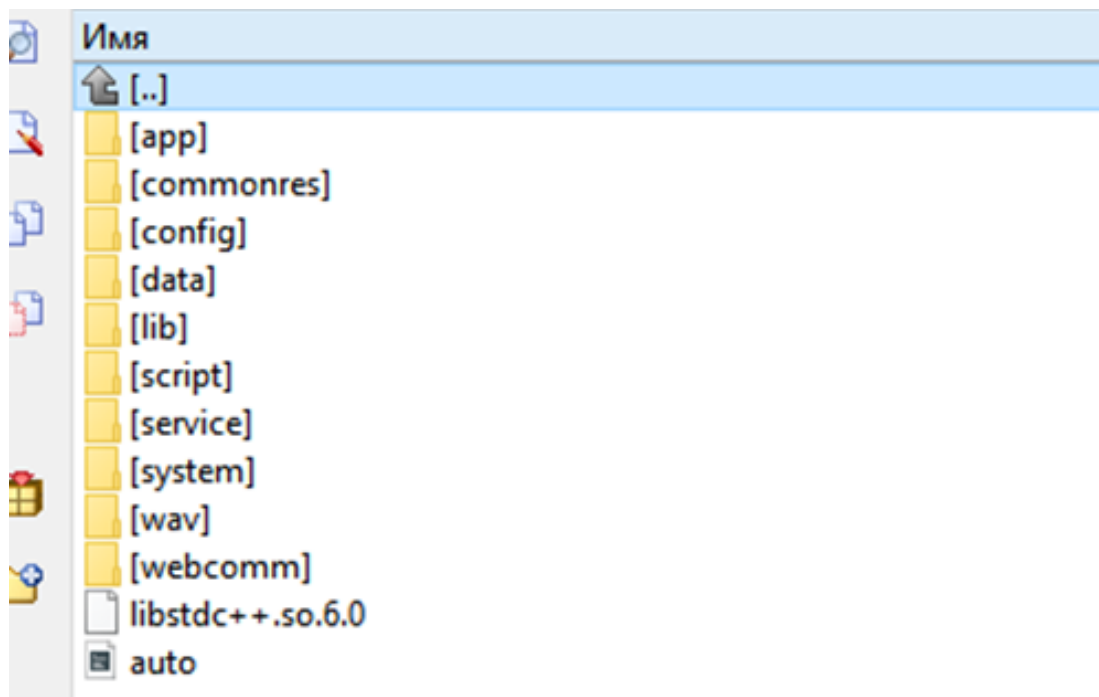 Имя
[..]
[app]
[commonres]
[config]
[data]
[lib]
[script]
[service]
[system]
[wav]
[webcomm]
libstdc++.so.6.0
auto